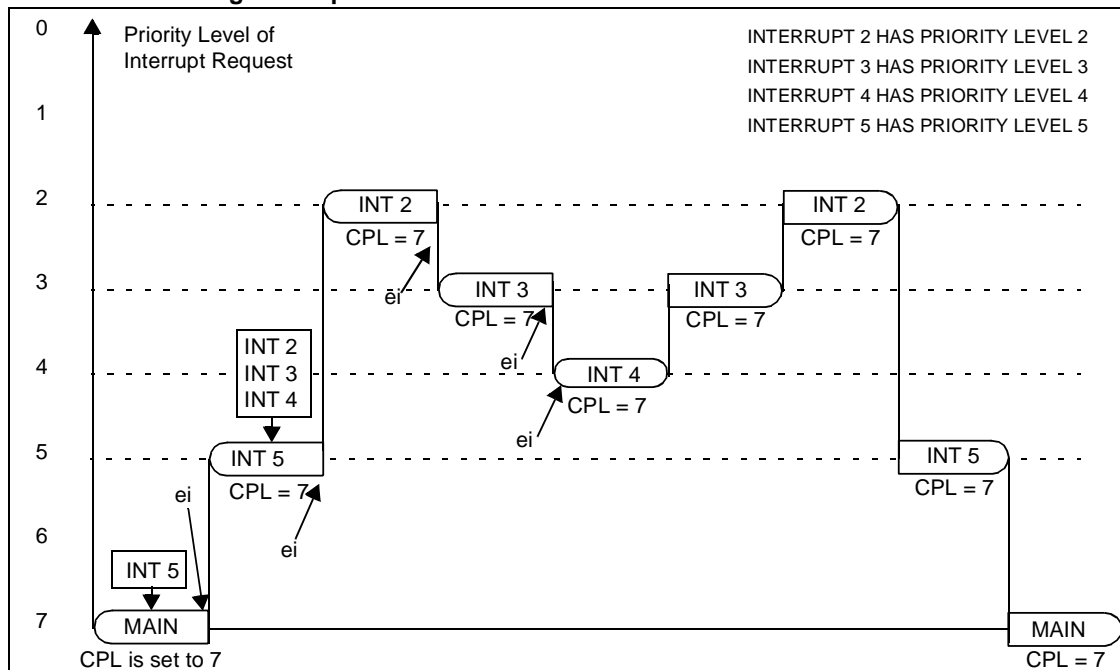 0
Priority Level of
Interrupt Request
INTERRUPT 2 HAS PRIORITY LEVEL 2
INTERRUPT 3 HAS PRIORITY LEVEL 3
INTERRUPT 4 HAS PRIORITY LEVEL 4
INTERRUPT 5 HAS PRIORITY LEVEL 5
1
2
INT 2
CPL = 7
INT 2
CPL = 7
ei
3
INT 3
CPL = 7
INT 3
CPL = 7
ei
INT 2
INT 3
INT 4
4
INT 4
CPL = 7
ei
5
INT 5
CPL = 7
INT 5
CPL = 7
ei
ei
6
INT 5
7
MAIN
CPL is set to 7
MAIN
CPL = 7